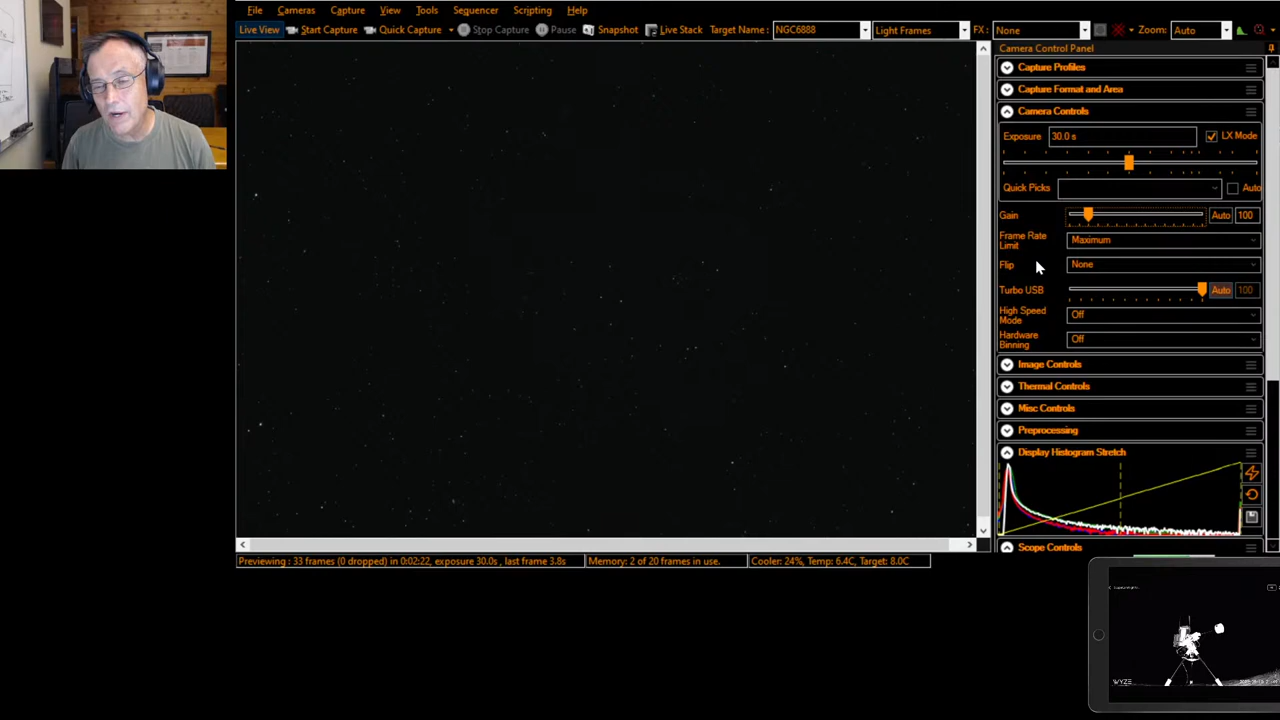 File Cameras Capture View Tools Sequencer Scripting Help
Live View Start Capture Quick Capture Stop Capture Pause Snapshot Live Stack Target Name: NGC6888 Light Frames FX: None Zoom: Auto
Camera Control Panel
Capture Profiles
Capture Format and Area
Camera Controls
Exposure 30.0 s LX Mode
Quick Picks Auto
Gain Auto 100
Frame Rate
Limit Maximum
Flip None
Turbo USB Auto 100
High Speed
Mode Off
Hardware
Binning Off
Image Controls
Thermal Controls
Misc Controls
Preprocessing
Display Histogram Stretch
Scope Controls
Previewing : 33 frames (0 dropped) in 0:02:22, exposure 30.0s , last frame 3.8s Memory: 2 of 20 frames in use. Cooler: 24%, Temp: 6.4C, Target: 8.0C
WYZE